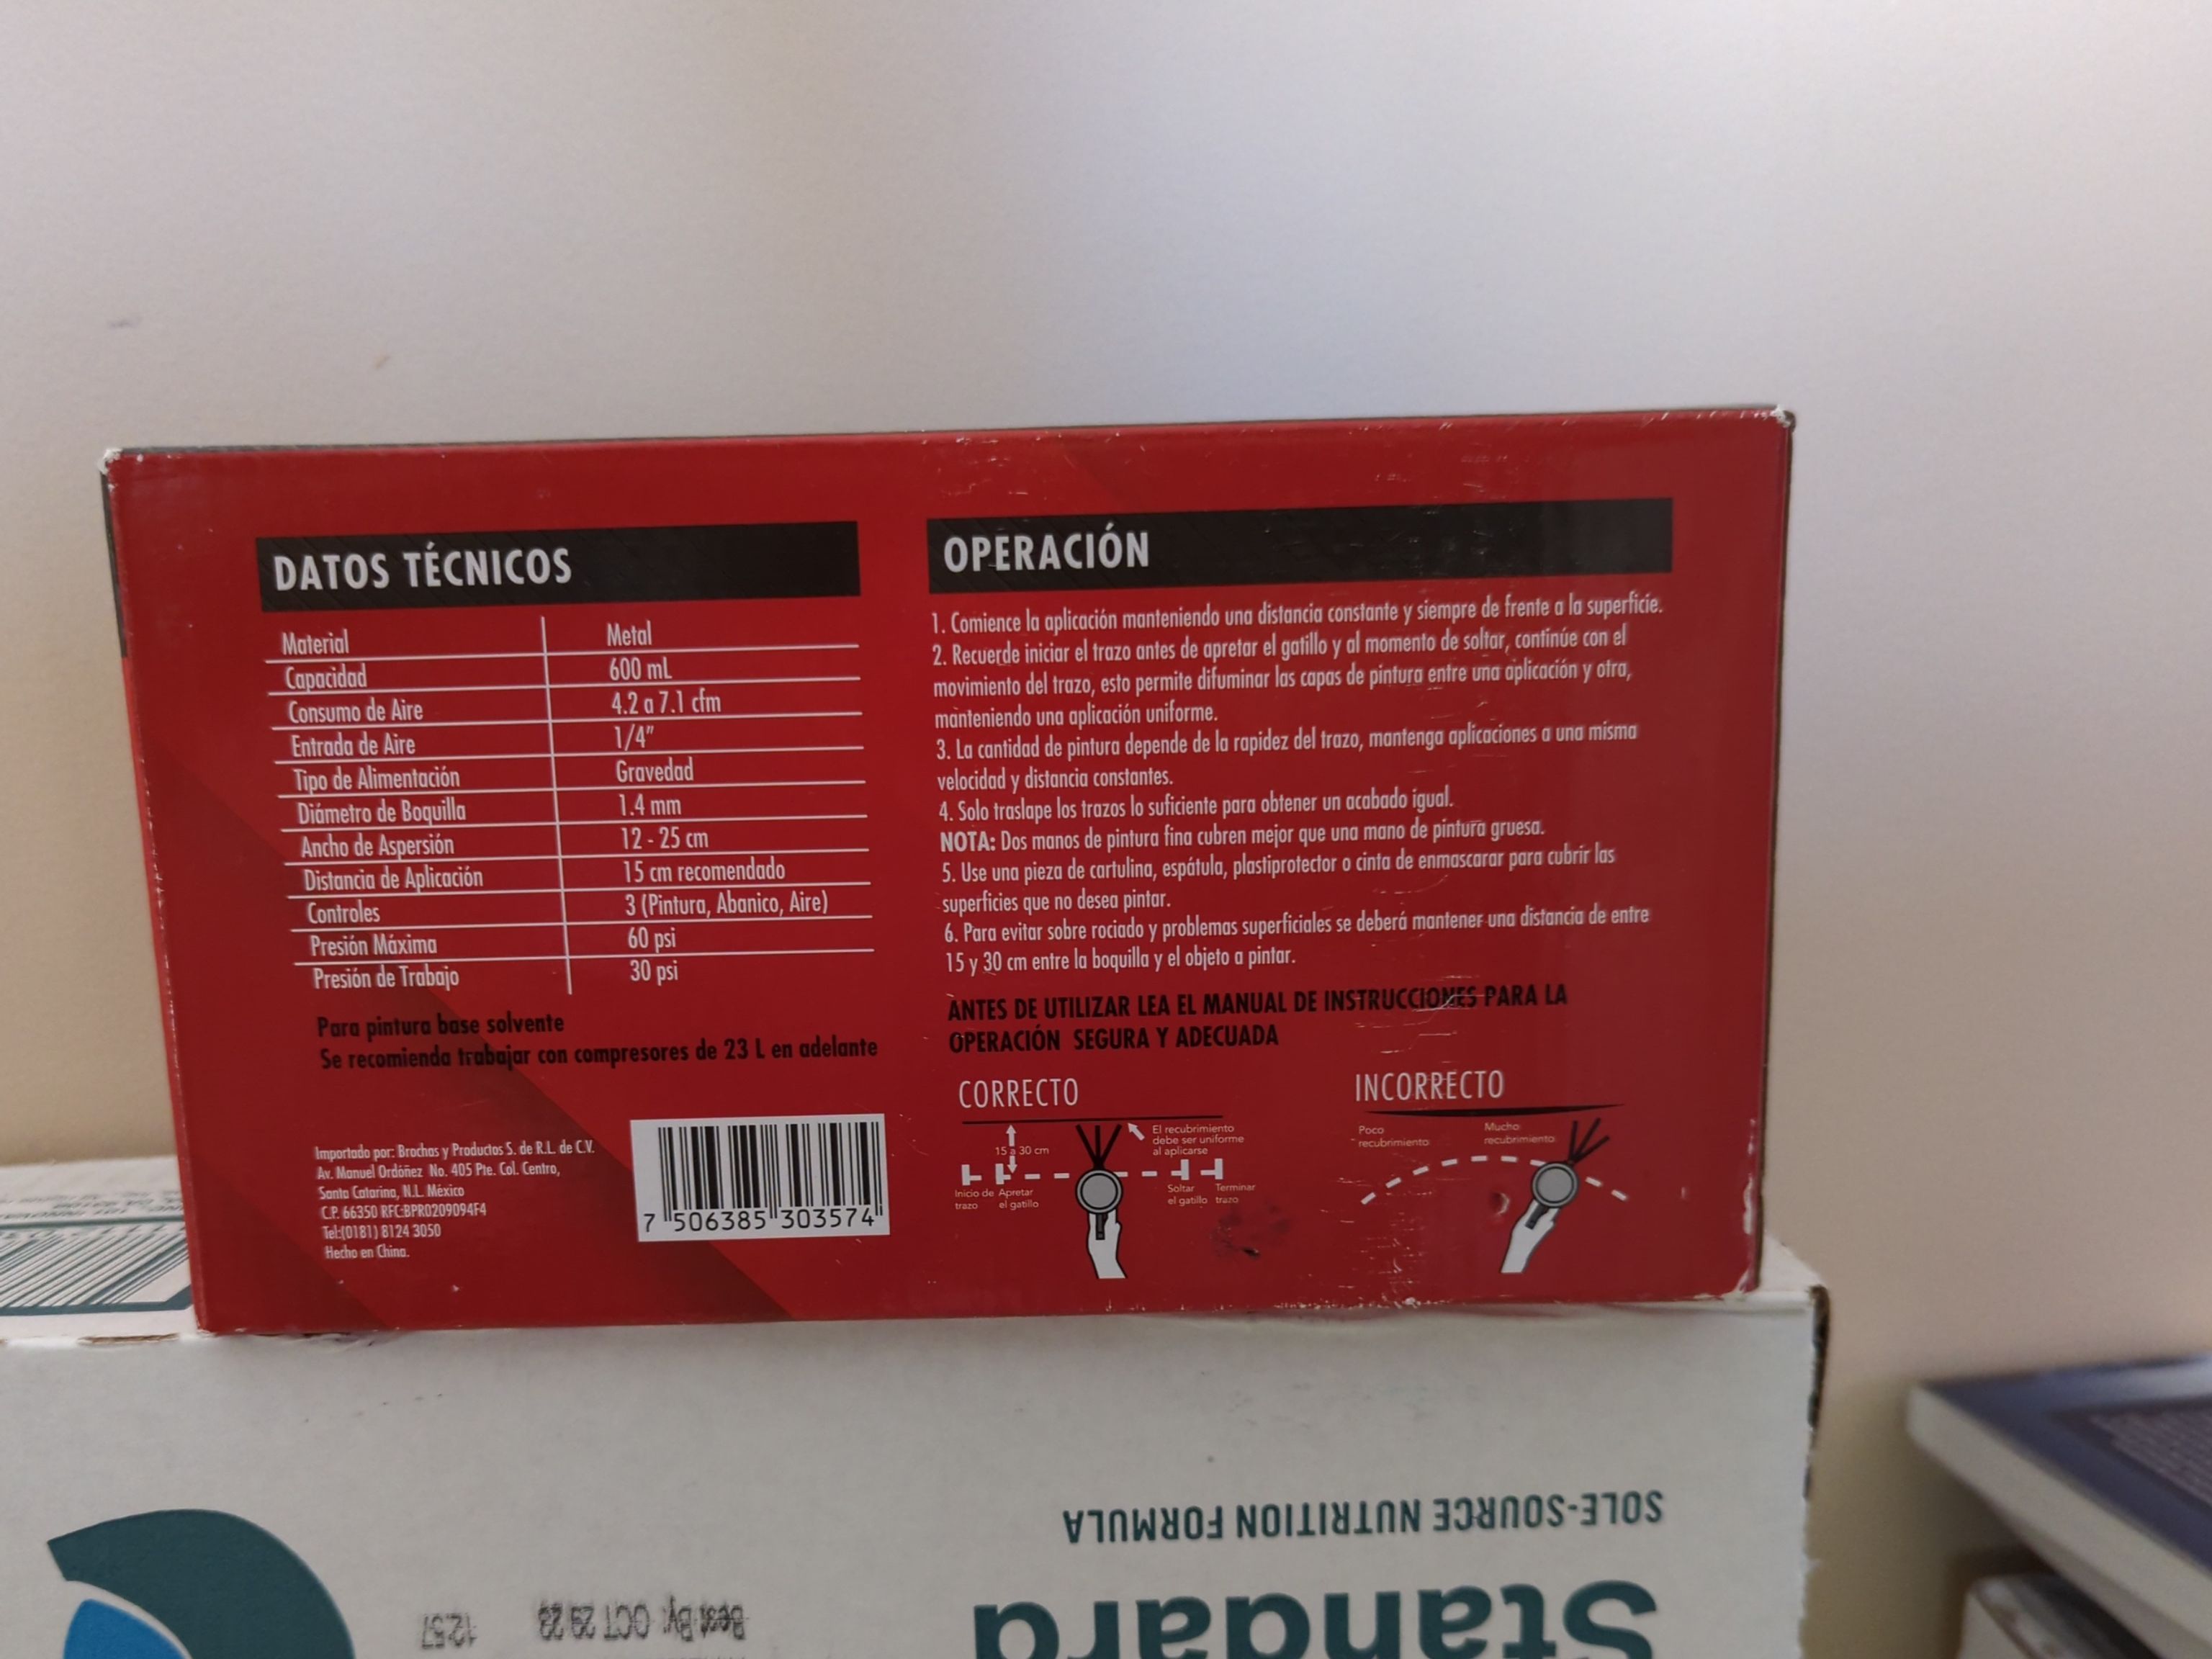 DATOS TÉCNICOS
Material Metal
Capacidad 600 mL
Consumo de Aire 4.2 a 7.1 cfm
Entrada de Aire 1/4"
Tipo de Alimentación Gravedad
Diámetro de Boquilla 1.4 mm
Ancho de Aspersión 12 - 25 cm
Distancia de Aplicación 15 cm recomendado
Controles 3 (Pintura, Abanico, Aire)
Presión Máxima 60 psi
Presión de Trabajo 30 psi
Para pintura base solvente
Se recomienda trabajar con compresores de 23 L en adelante
Importado por: Brochas y Productos S. de R.L. de C.V.
Av. Manuel Ordóñez No. 405 Pte. Col. Centro,
Santa Catarina, N.L. México
C.P. 66350 RFC:BPR0209094F4
Tel:(0181) 8124 3050
Hecho en China.
7 506385 303574
OPERACIÓN
1. Comience la aplicación manteniendo una distancia constante y siempre de frente a la superficie.
2. Recuerde iniciar el trazo antes de apretar el gatillo y al momento de soltar, continúe con el
movimiento del trazo, esto permite difuminar las capas de pintura entre una aplicación y otra,
manteniendo una aplicación uniforme.
3. La cantidad de pintura depende de la rapidez del trazo, mantenga aplicaciones a una misma
velocidad y distancia constantes.
4. Solo traslape los trazos lo suficiente para obtener un acabado igual.
NOTA: Dos manos de pintura fina cubren mejor que una mano de pintura gruesa.
5. Use una pieza de cartulina, espátula, plastiprotector o cinta de enmascarar para cubrir las
superficies que no desea pintar.
6. Para evitar sobre rociado y problemas superficiales se deberá mantener una distancia de entre
15 y 30 cm entre la boquilla y el objeto a pintar.
ANTES DE UTILIZAR LEA EL MANUAL DE INSTRUCCIONES PARA LA
OPERACIÓN SEGURA Y ADECUADA
CORRECTO
15 a 30 cm
El recubrimiento
debe ser uniforme
al aplicarse
Inicio de
trazo
Apretar
el gatillo
Soltar
el gatillo
Terminar
trazo
INCORRECTO
Poco
recubrimiento
Mucho
recubrimiento
SOLE-SOURCE NUTRITION FORMULA
Standard
Best By: OCT 29 23
12:57